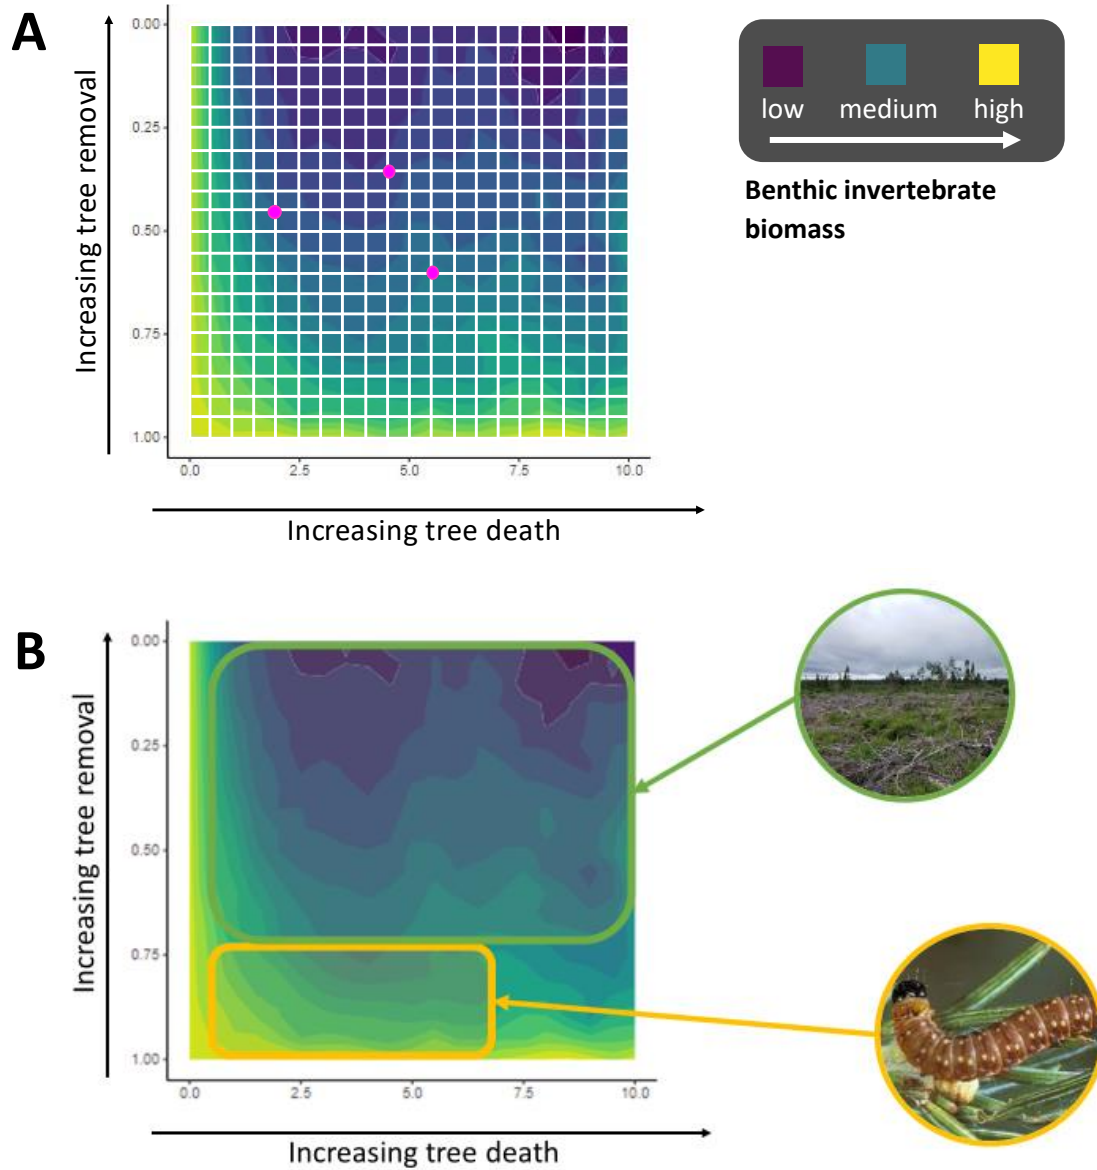 A
Increasing tree removal
0.00
0.25
0.50
0.75
1.00
0.0 2.5 5.0 7.5 10.0
Increasing tree death
low medium high
Benthic invertebrate
biomass
B
Increasing tree removal
0.00
0.25
0.50
0.75
1.00
0.0 2.5 5.0 7.5 10.0
Increasing tree death